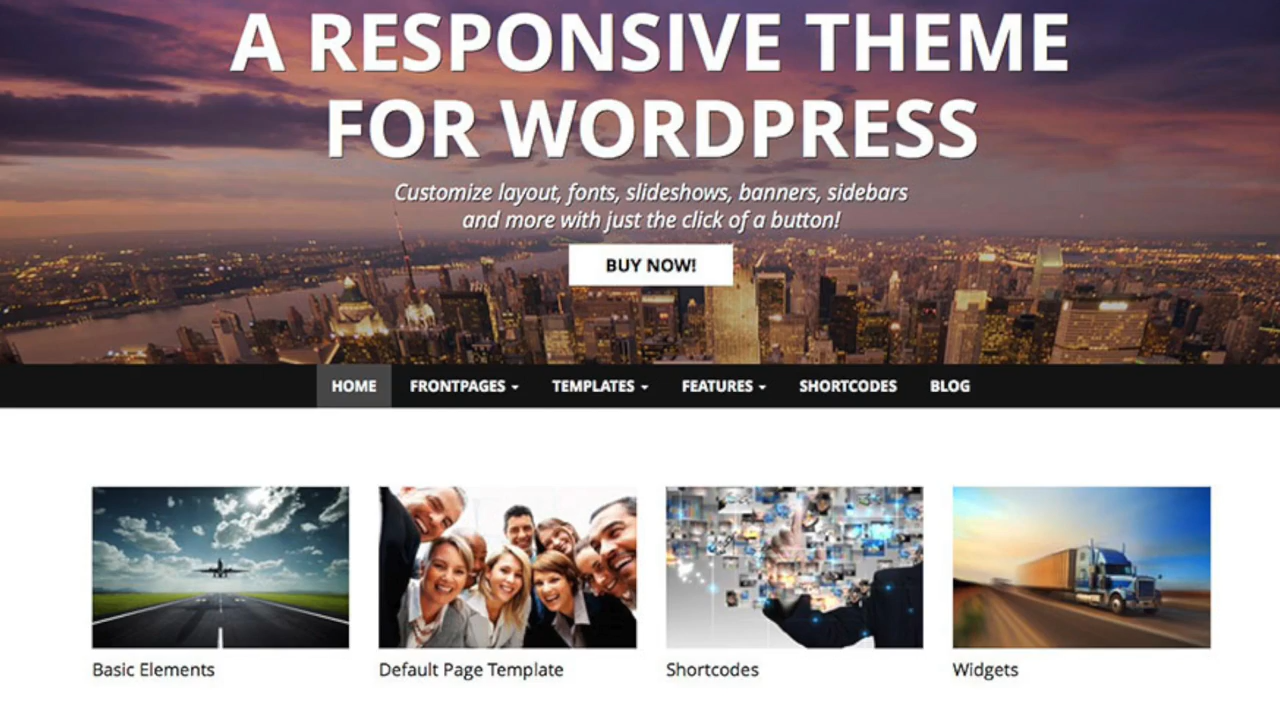 A RESPONSIVE THEME
FOR WORDPRESS
Customize layout, fonts, slideshows, banners, sidebars
and more with just the click of a button!
BUY NOW!
HOME FRONTPAGES TEMPLATES FEATURES SHORTCODES BLOG
Basic Elements Default Page Template Shortcodes Widgets